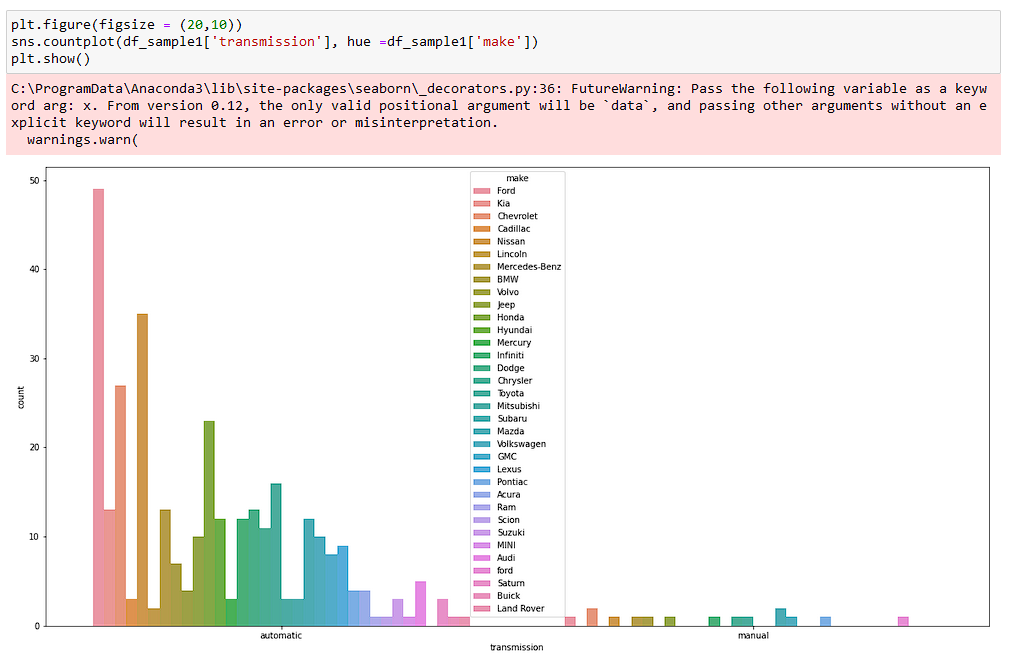 plt.figure(figsize = (20,10))
sns.countplot(df_sample1['transmission'], hue =df_sample1['make'])
plt.show()
C:\ProgramData\Anaconda3\lib\site-packages\seaborn\_decorators.py:36: FutureWarning: Pass the following variable as a keyw
ord arg: x. From version 0.12, the only valid positional argument will be `data`, and passing other arguments without an e
xplicit keyword will result in an error or misinterpretation.
warnings.warn(
make
Ford
Kia
Chevrolet
Cadillac
Nissan
Lincoln
Mercedes-Benz
BMW
Volvo
Jeep
Honda
Hyundai
Mercury
Infiniti
Dodge
Chrysler
Toyota
Mitsubishi
Subaru
Mazda
Volkswagen
GMC
Lexus
Pontiac
Acura
Ram
Scion
Suzuki
MINI
Audi
ford
Saturn
Buick
Land Rover
50
40
30
20
10
0
count
automatic
manual
transmission